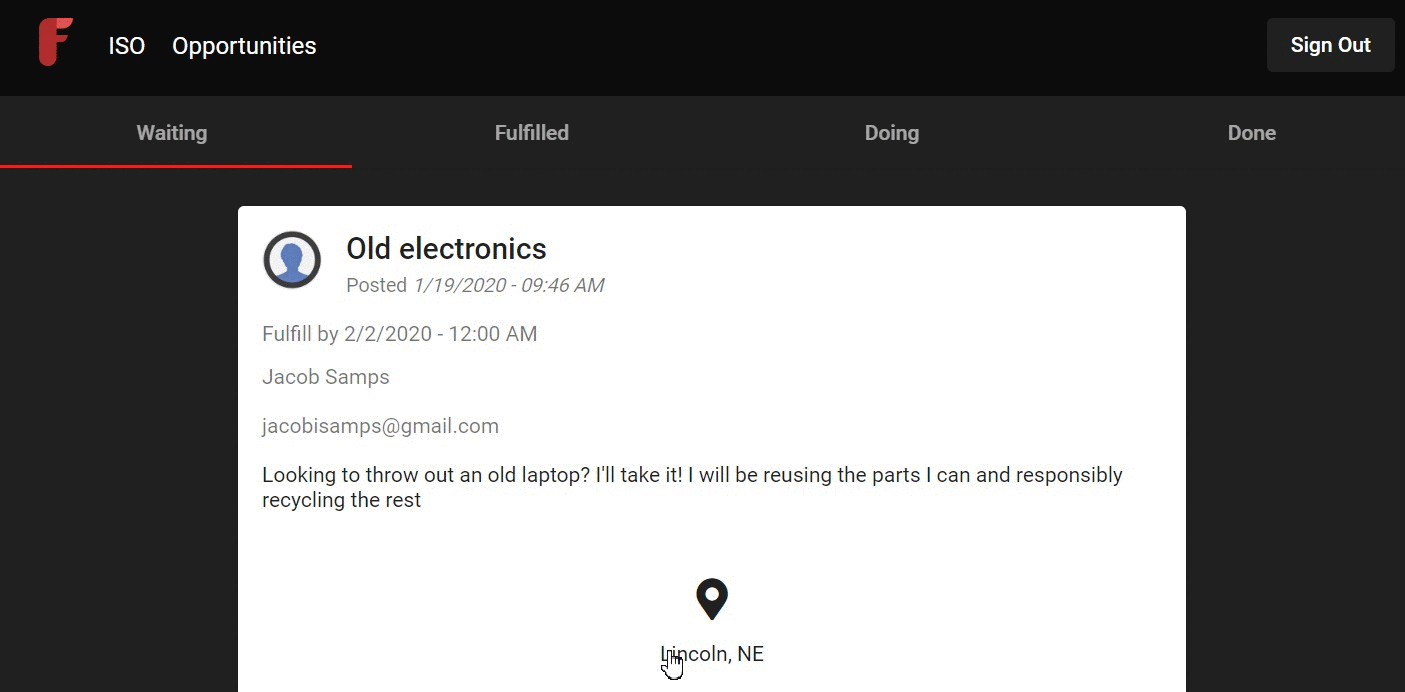 F ISO Opportunities Sign Out
Waiting Fulfilled Doing Done
Old electronics
Posted 1/19/2020 - 09:46 AM
Fulfill by 2/2/2020 - 12:00 AM
Jacob Samps
jacobisamps@gmail.com
Looking to throw out an old laptop? I'll take it! I will be reusing the parts I can and responsibly
recycling the rest
Lincoln, NE